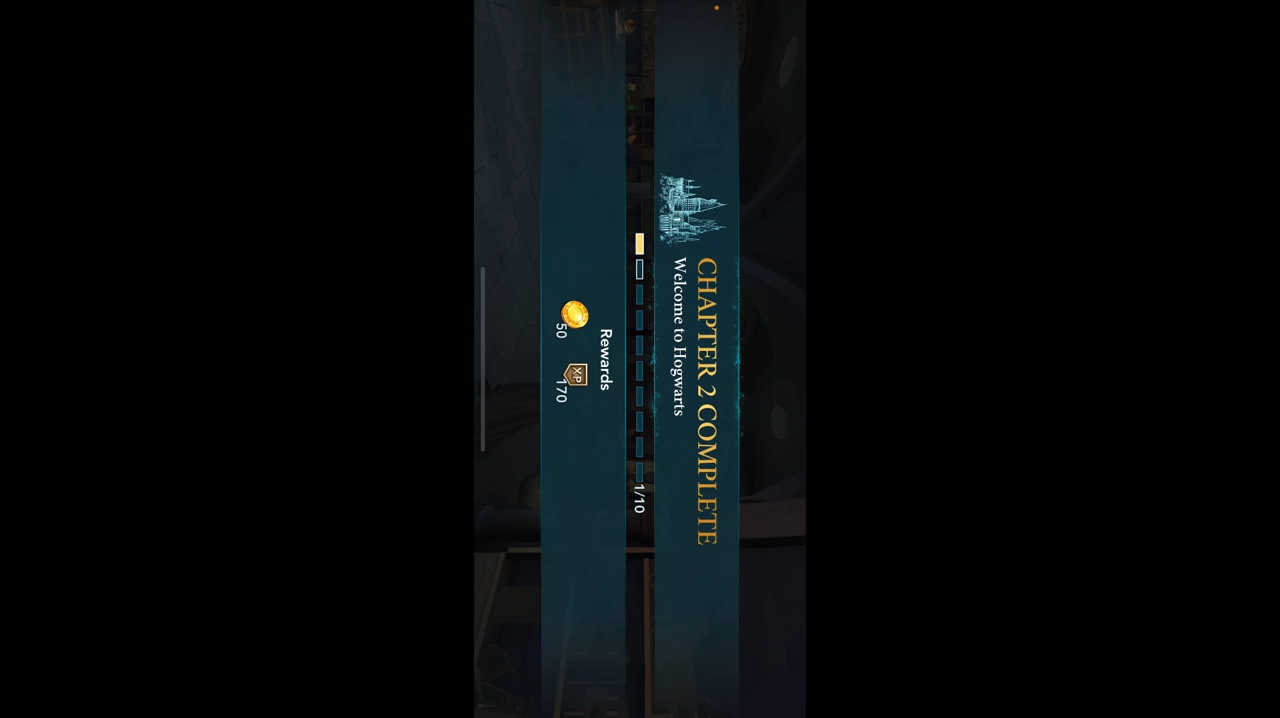 CHAPTER 2 COMPLETE
Welcome to Hogwarts
1/10
Rewards
50
XP
170